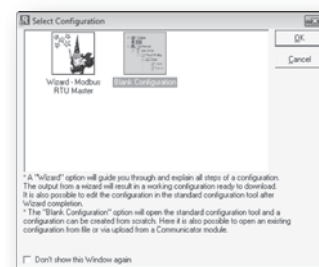 Select Configuration
OK
Cancel
Wizard - Modbus
RTU Master
Blank Configuration
* A "Wizard" option will guide you through and explain all steps of a configuration.
The output from a wizard will result in a working configuration ready to download.
It is also possible to edit the configuration in the standard configuration tool after
Wizard completion.
* The "Blank Configuration" option will open the standard configuration tool and a
configuration can be created from scratch. Here it is also possible to open an existing
configuration from file or via upload from a Communicator module.
Don't show this Window again